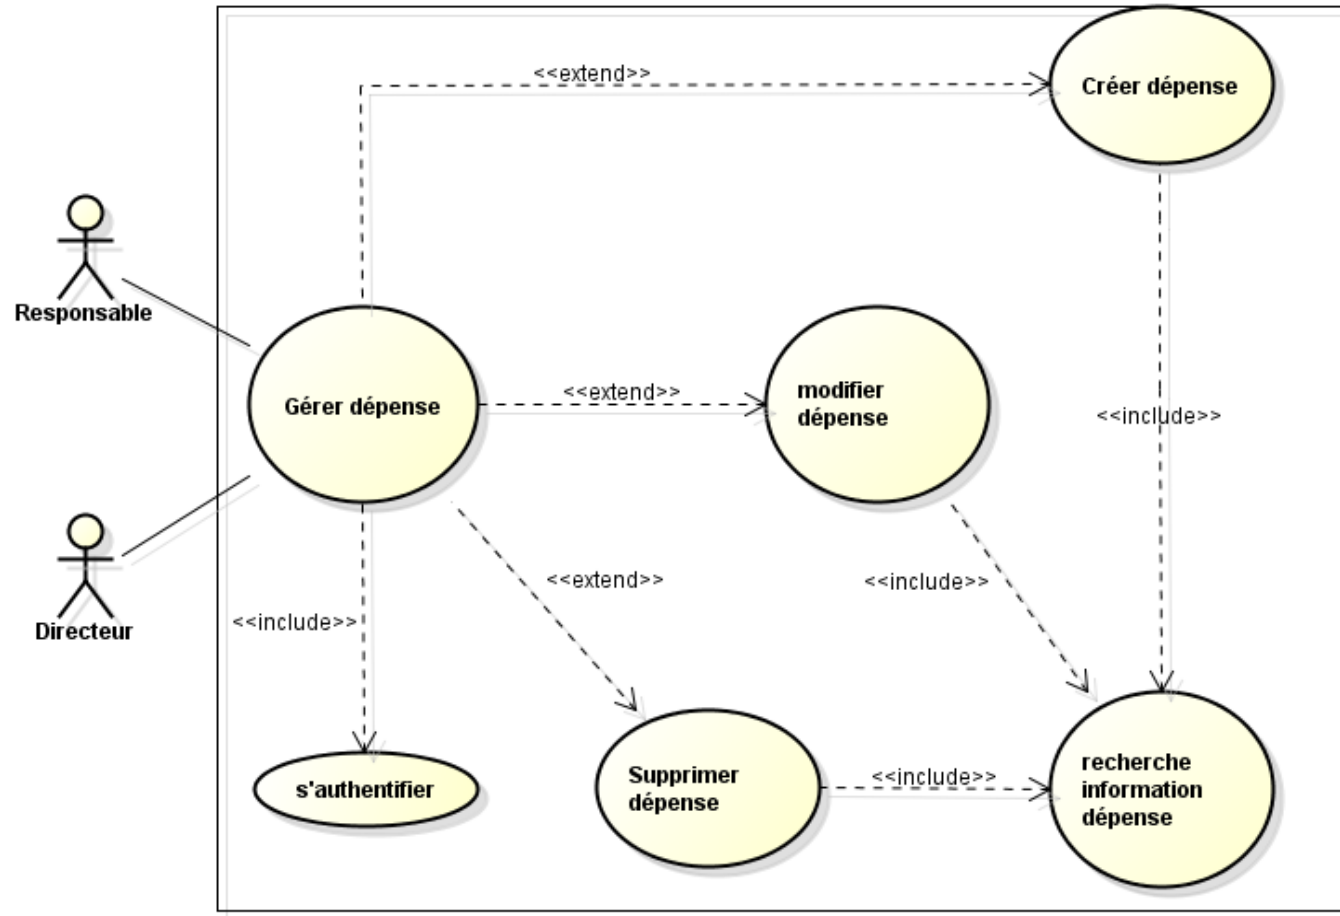 <<extend>>
Créer dépense
Responsable
Gérer dépense
<<extend>>
modifier
dépense
<<include>>
Directeur
<<include>>
<<extend>>
<<include>>
s'authentifier
Supprimer
dépense
<<include>>
recherche
information
dépense